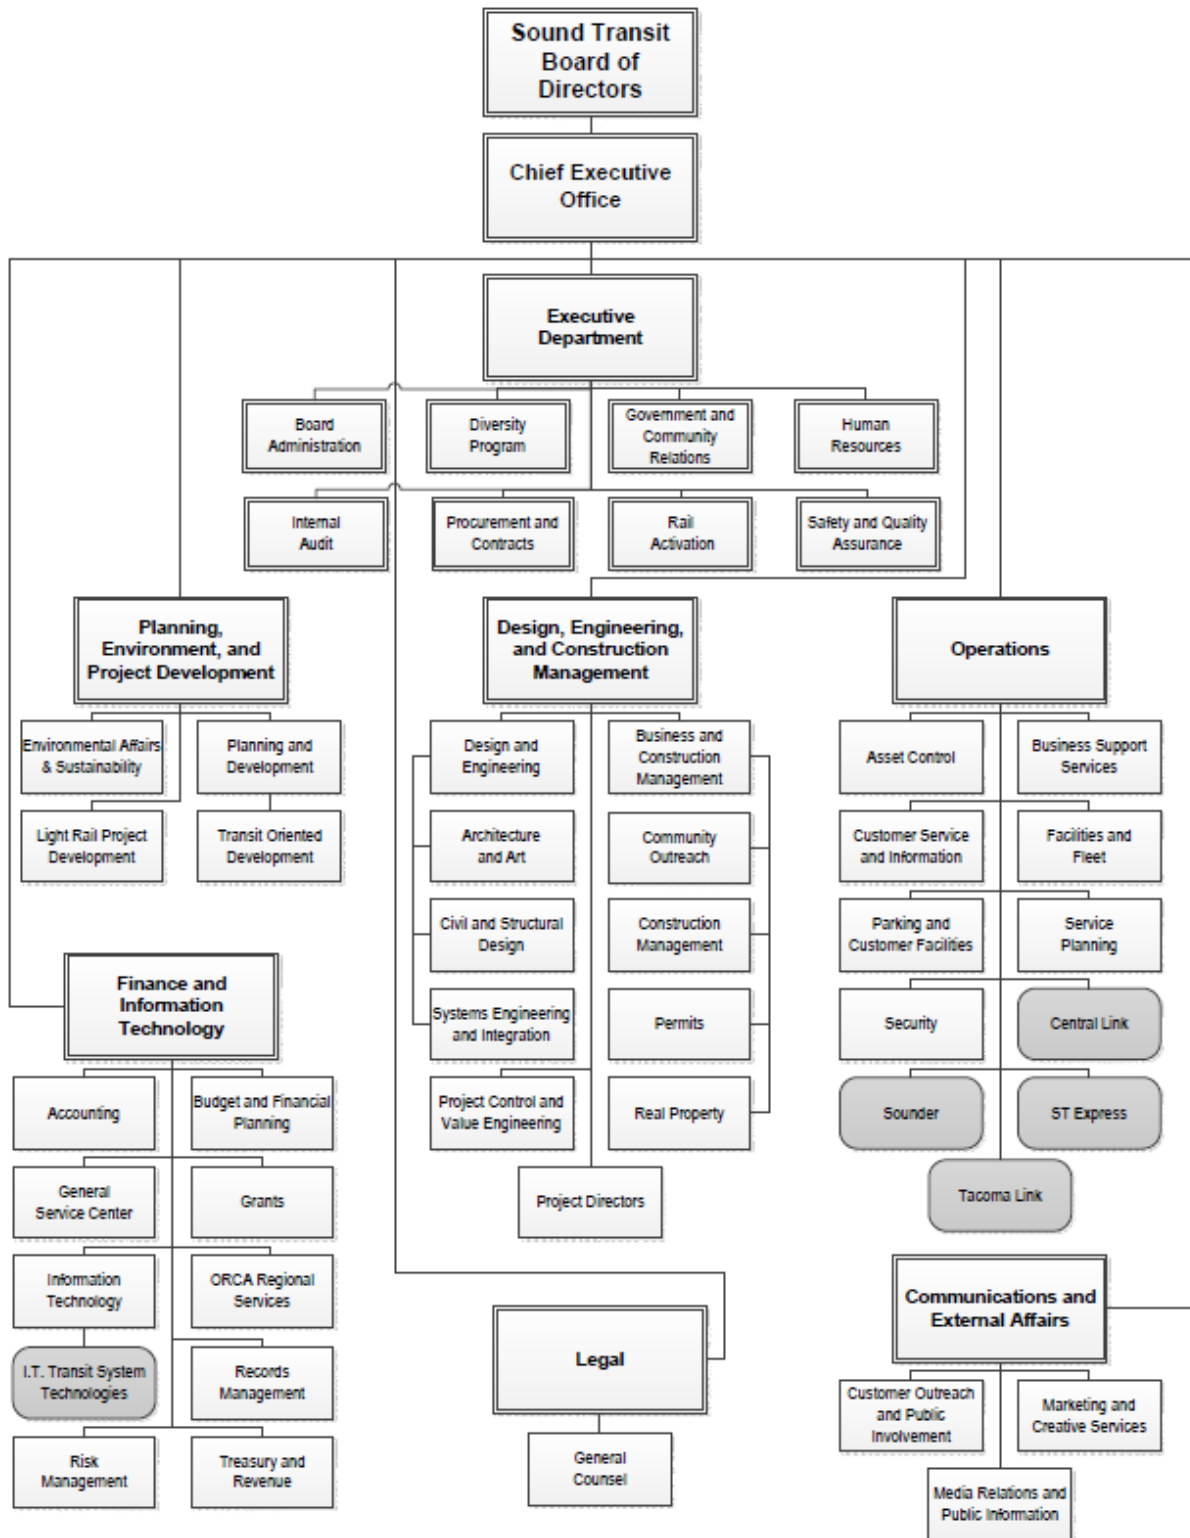 Sound Transit
Board of
Directors
Chief Executive
Office
Executive
Department
Board
Administration
Diversity
Program
Government and
Community
Relations
Human
Resources
Internal
Audit
Procurement and
Contracts
Rail
Activation
Safety and Quality
Assurance
Planning,
Environment, and
Project Development
Environmental Affairs
& Sustainability
Planning and
Development
Light Rail Project
Development
Transit Oriented
Development
Design, Engineering,
and Construction
Management
Design and
Engineering
Business and
Construction
Management
Architecture
and Art
Community
Outreach
Civil and Structural
Design
Construction
Management
Systems Engineering
and Integration
Permits
Project Control and
Value Engineering
Real Property
Project Directors
Operations
Asset Control
Business Support
Services
Customer Service
and Information
Facilities and
Fleet
Parking and
Customer Facilities
Service
Planning
Security
Central Link
Sounder
ST Express
Tacoma Link
Finance and
Information
Technology
Accounting
Budget and Financial
Planning
General
Service Center
Grants
Information
Technology
ORCA Regional
Services
I.T. Transit System
Technologies
Records
Management
Risk
Management
Treasury and
Revenue
Legal
General
Counsel
Communications and
External Affairs
Customer Outreach
and Public
Involvement
Marketing and
Creative Services
Media Relations and
Public Information